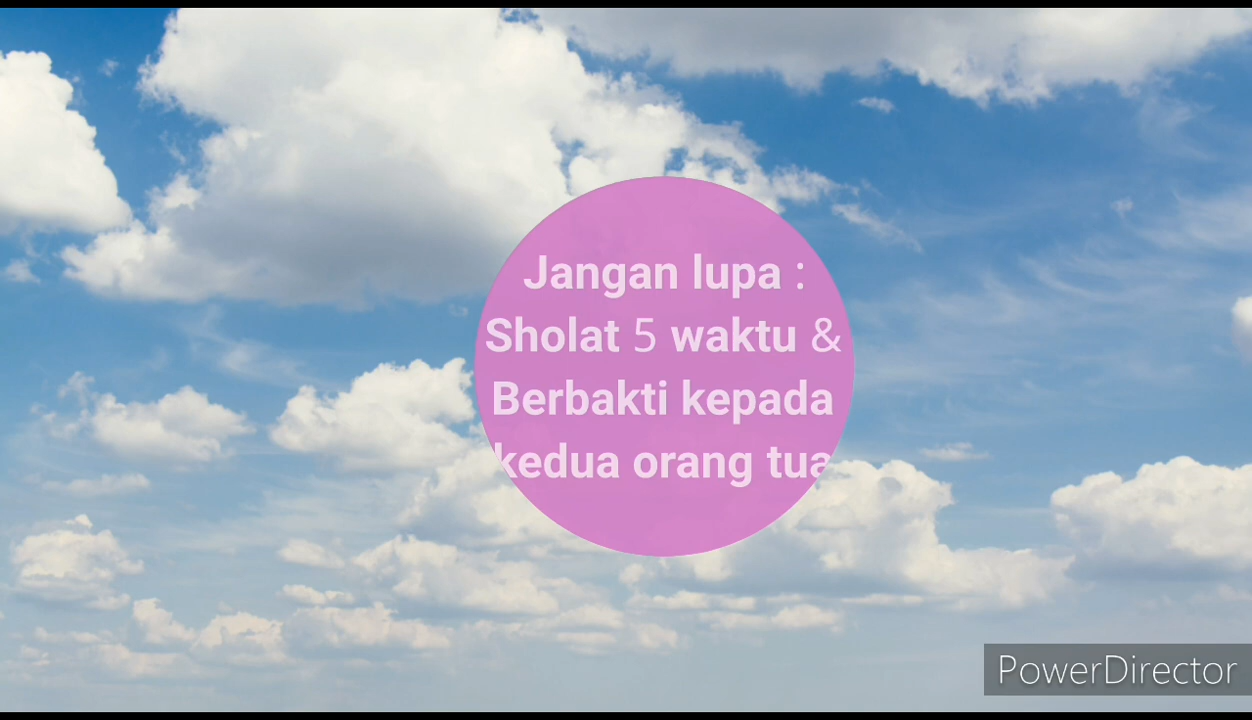 Jangan lupa :
Sholat 5 waktu &
Berbakti kepada
kedua orang tua
PowerDirector